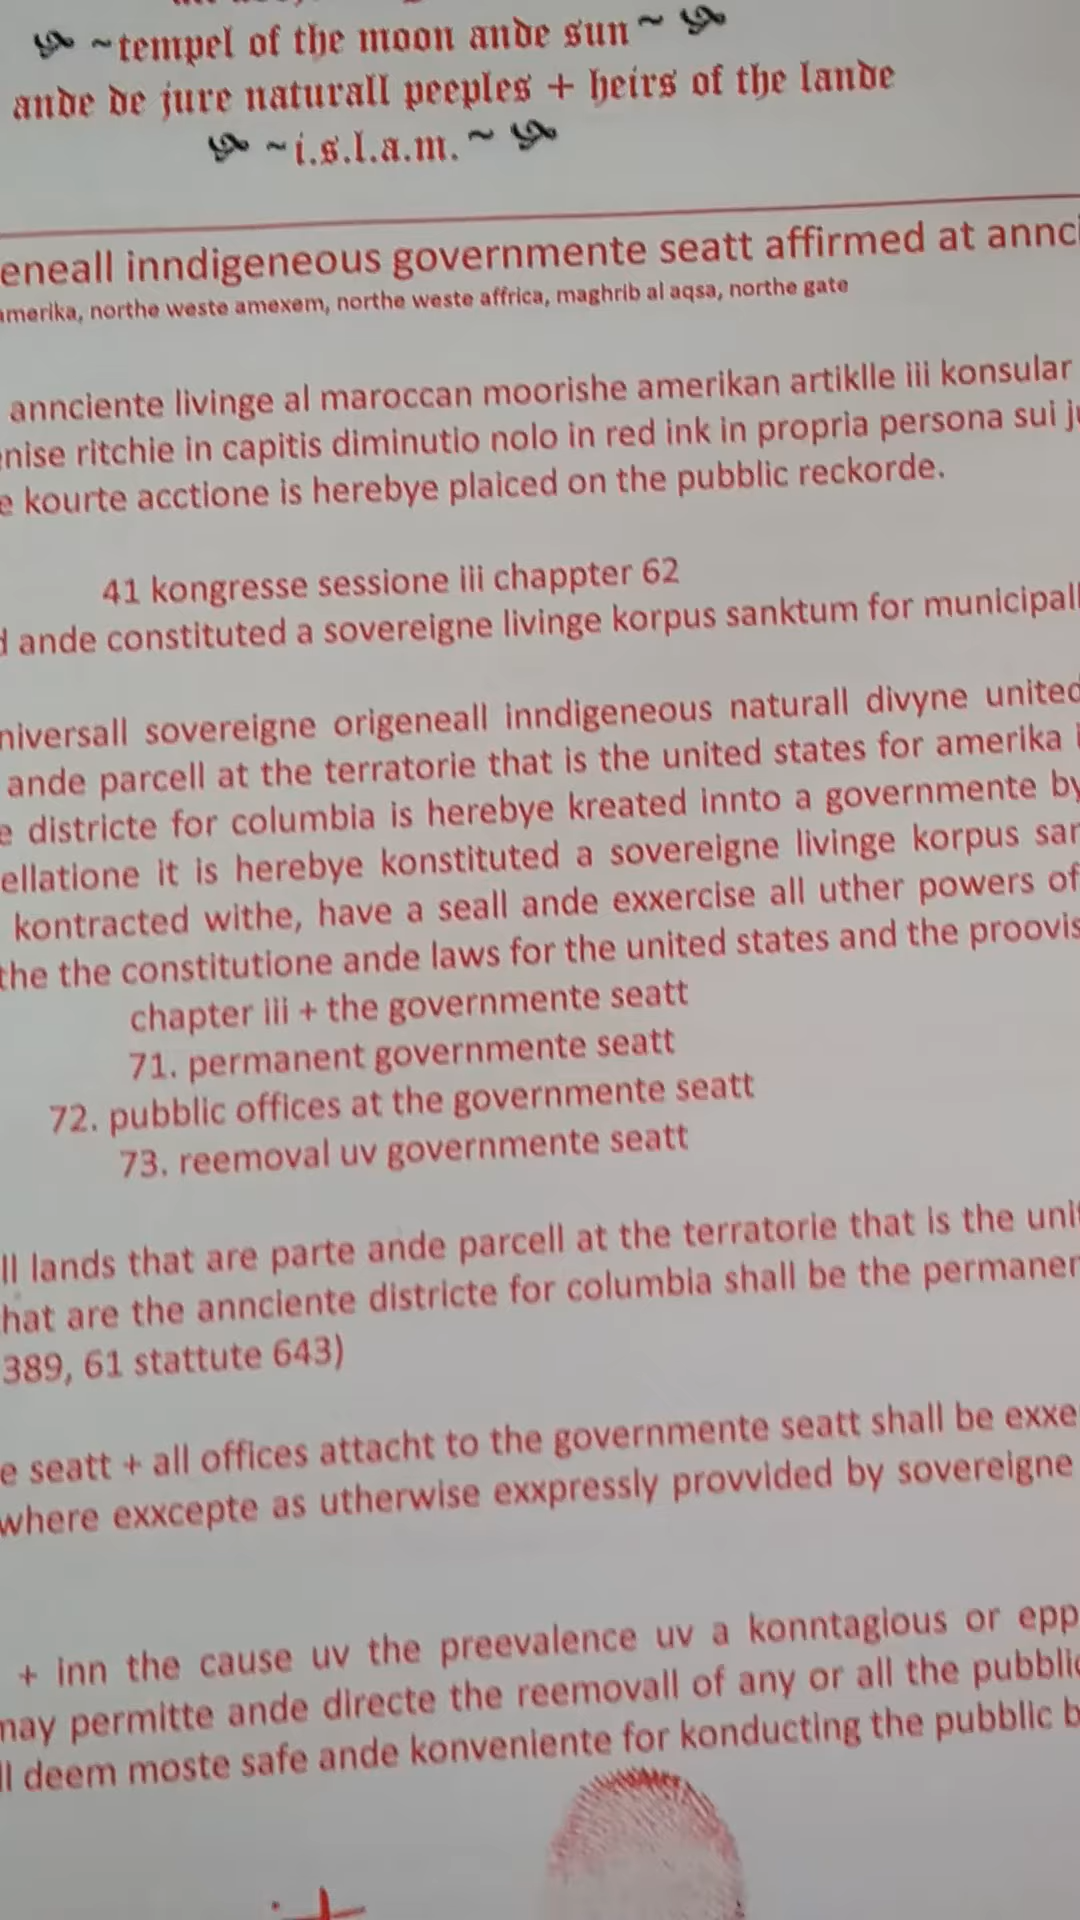 ~tempel of the moon ande sun~
ande de jure naturall peeples + heirs of the lande
~i.s.l.a.m.~
eneall inndigeneous governmente seatt affirmed at annci
amerika, northe weste amexem, northe weste affrica, maghrib al aqsa, northe gate
annciente livinge al maroccan moorishe amerikan artiklle iii konsular
enise ritchie in capitis diminutio nolo in red ink in propria persona sui ju
e kourte acctione is herebye plaiced on the pubblic reckorde.
41 kongresse sessione iii chappter 62
d ande constituted a sovereigne livinge korpus sanktum for municipall
niversall sovereigne origeneall inndigeneous naturall divyne united
ande parcell at the terratorie that is the united states for amerika i
e districte for columbia is herebye kreated innto a governmente by
ellatione it is herebye konstituted a sovereigne livinge korpus san
kontracted withe, have a seall ande exxercise all uther powers of
the the constitutione ande laws for the united states and the proovis
chapter iii + the governmente seatt
71. permanent governmente seatt
72. pubblic offices at the governmente seatt
73. reemoval uv governmente seatt
ll lands that are parte ande parcell at the terratorie that is the unit
hat are the annciente districte for columbia shall be the permanen
389, 61 stattute 643)
e seatt + all offices attacht to the governmente seatt shall be exxe
where exxcepte as utherwise exxpressly provvided by sovereigne
+ inn the cause uv the preevalence uv a konntagious or epp
may permitte ande directe the reemovall of any or all the pubblic
ll deem moste safe ande konveniente for konducting the pubblic b